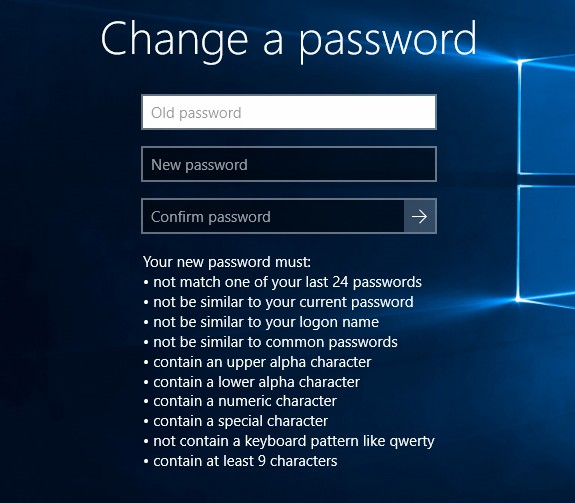 Change a password
Old password
New password
Confirm password
Your new password must:
• not match one of your last 24 passwords
• not be similar to your current password
• not be similar to your logon name
• not be similar to common passwords
• contain an upper alpha character
• contain a lower alpha character
• contain a numeric character
• contain a special character
• not contain a keyboard pattern like qwerty
• contain at least 9 characters